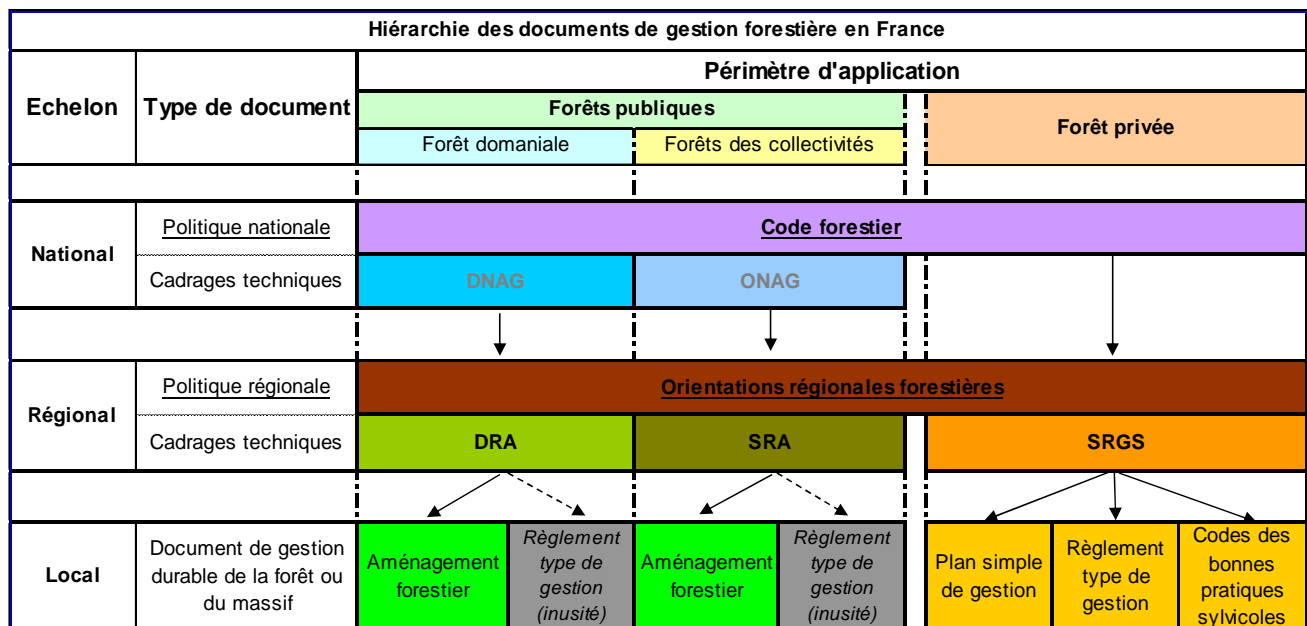 Hiérarchie des documents de gestion forestière en France
Echelon
Type de document
Périmètre d'application
Forêts publiques
Forêt privée
Forêt domaniale
Forêts des collectivités
National
Politique nationale
Code forestier
Cadrages techniques
DNAG
ONAG
Régional
Politique régionale
Orientations régionales forestières
Cadrages techniques
DRA
SRA
SRGS
Local
Document de gestion
durable de la forêt ou
du massif
Aménagement
forestier
Règlement
type de
gestion
(inusité)
Aménagement
forestier
Règlement
type de
gestion
(inusité)
Plan simple
de gestion
Règlement
type de
gestion
Codes des
bonnes
pratiques
sylvicoles